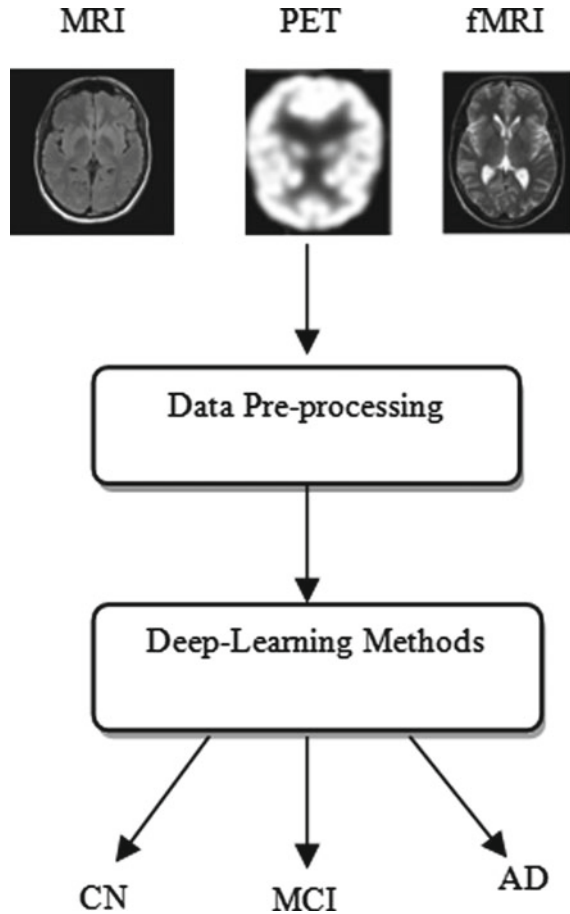 MRI PET fMRI
Data Pre-processing
Deep-Learning Methods
CN MCI AD